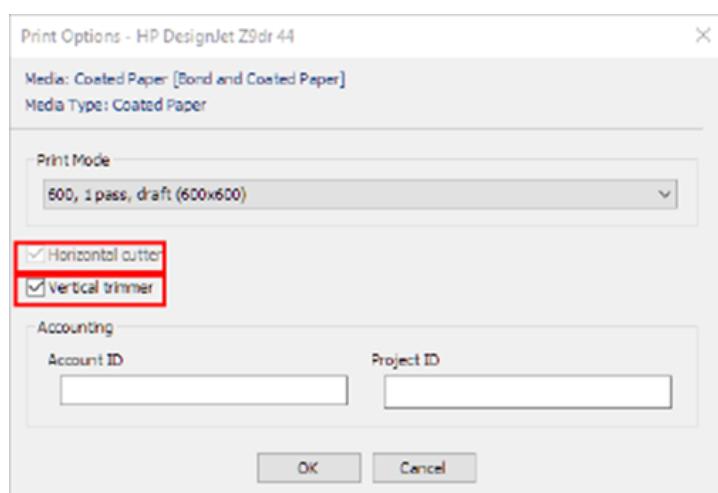 Print Options - HP DesignJet Z9dr 44
Media: Coated Paper [Bond and Coated Paper]
Media Type: Coated Paper
Print Mode
600, 1 pass, draft (600x600)
Horizontal cutter
Vertical trimmer
Accounting
Account ID
Project ID
OK
Cancel